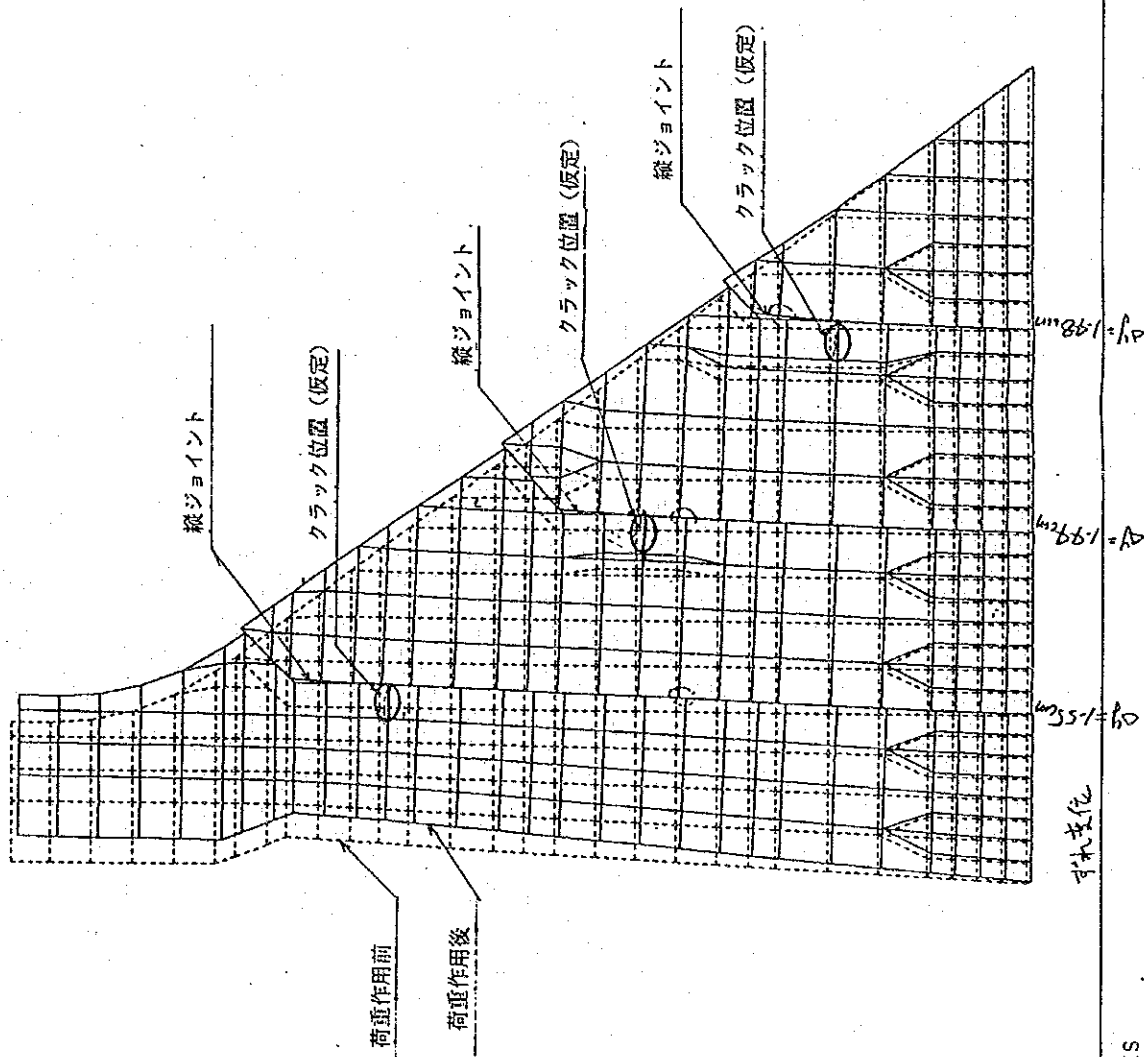 縦ジョイント
クラック位置 (仮定)
縦ジョイント
クラック位置 (仮定)
縦ジョイント
クラック位置 (仮定)
荷重作用前
荷重作用後
Δy=1.55cm
Δy=1.97cm
Δy=1.98cm
ずれ変位
S